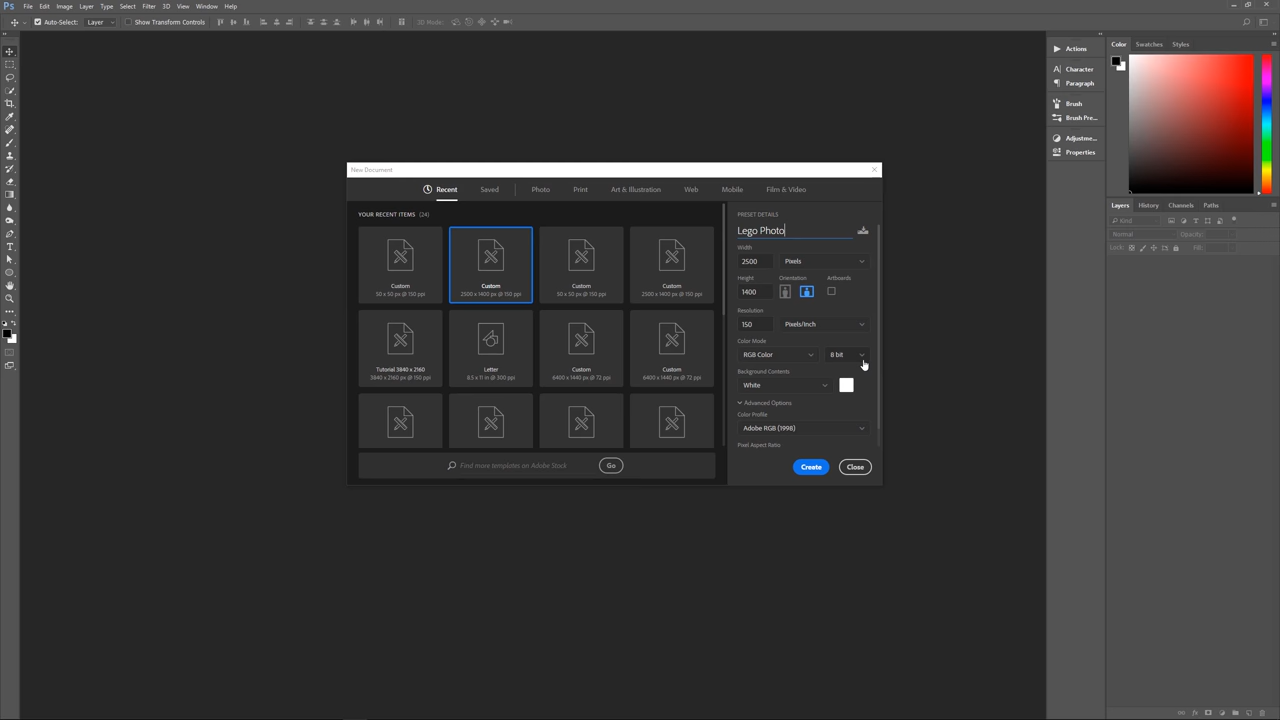 Ps File Edit Image Layer Type Select Filter 3D View Window Help
Auto-Select: Layer Show Transform Controls 3D Mode:
Actions
Character
Paragraph
Brush
Brush Pre...
Adjustme...
Properties
Color Swatches Styles
Layers History Channels Paths
Kind
Normal Opacity:
Lock: Fill:
New Document
Recent Saved Photo Print Art & Illustration Web Mobile Film & Video
YOUR RECENT ITEMS (24)
Custom Custom Custom Custom
50 x 50 px @ 150 ppi 2500 x 1400 px @ 150 ppi 50 x 50 px @ 150 ppi 2500 x 1400 px @ 150 ppi
Tutorial 3840 x 2160 Letter Custom Custom
3840 x 2160 px @ 150 ppi 8.5 x 11 in @ 300 ppi 6400 x 1440 px @ 72 ppi 6400 x 1440 px @ 72 ppi
Find more templates on Adobe Stock Go
PRESET DETAILS
Lego Photo
Width
2500 Pixels
Height Orientation Artboards
1400
Resolution
150 Pixels/Inch
Color Mode
RGB Color 8 bit
Background Contents
White
Advanced Options
Color Profile
Adobe RGB (1998)
Pixel Aspect Ratio
Create Close